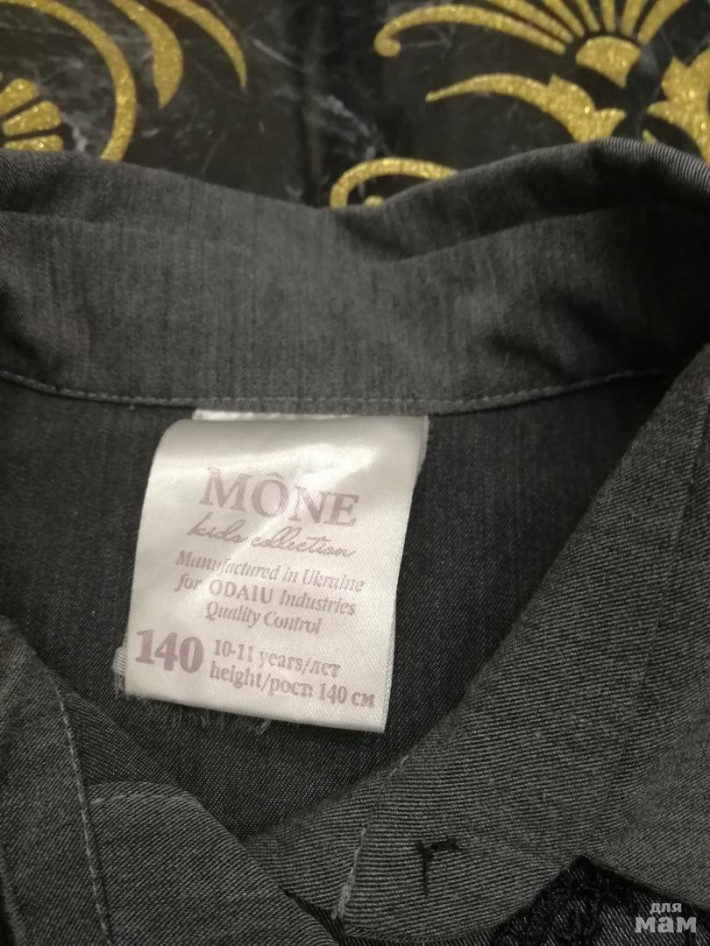 MÔNE
kids collection
Manufactured in Ukraine
for ODAIU Industries
Quality Control
140 10-11 years/лет
height/рост: 140 см
для
мам